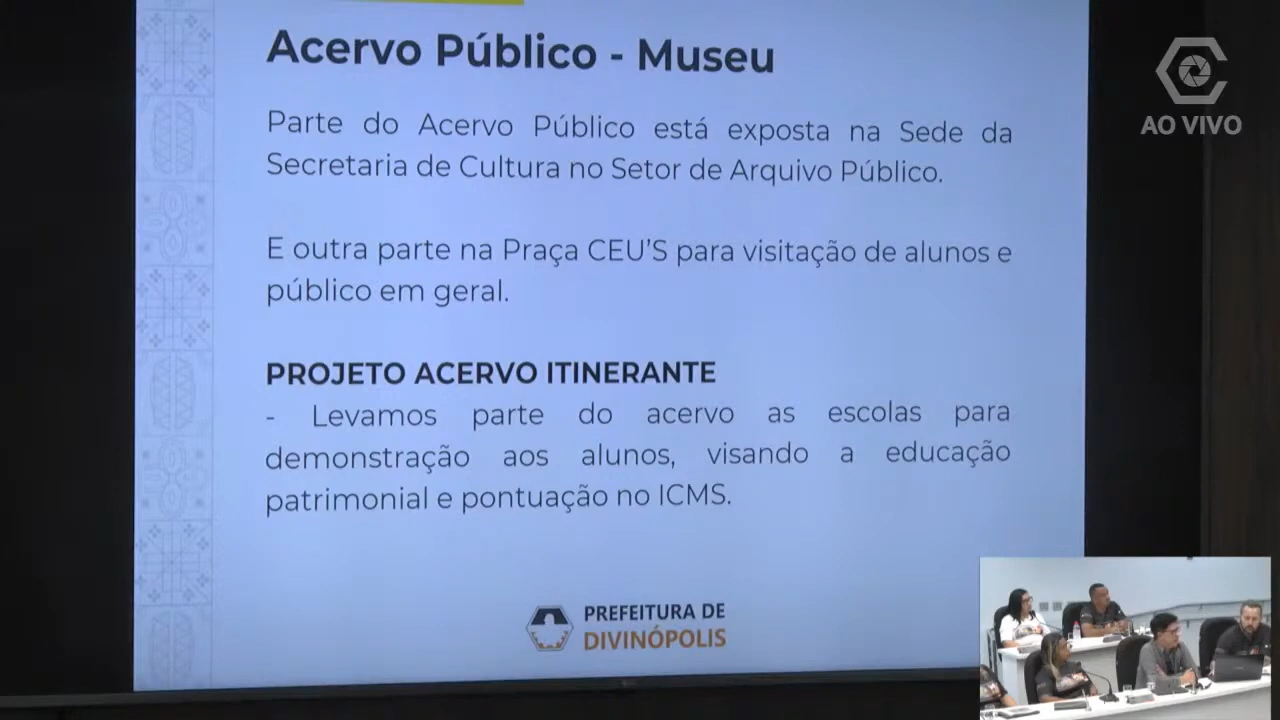 Acervo Público - Museu
AO VIVO
Parte do Acervo Público está exposta na Sede da
Secretaria de Cultura no Setor de Arquivo Público.
E outra parte na Praça CEU'S para visitação de alunos e
público em geral.
PROJETO ACERVO ITINERANTE
- Levamos parte do acervo as escolas para
demonstração aos alunos, visando a educação
patrimonial e pontuação no ICMS.
PREFEITURA DE
DIVINÓPOLIS